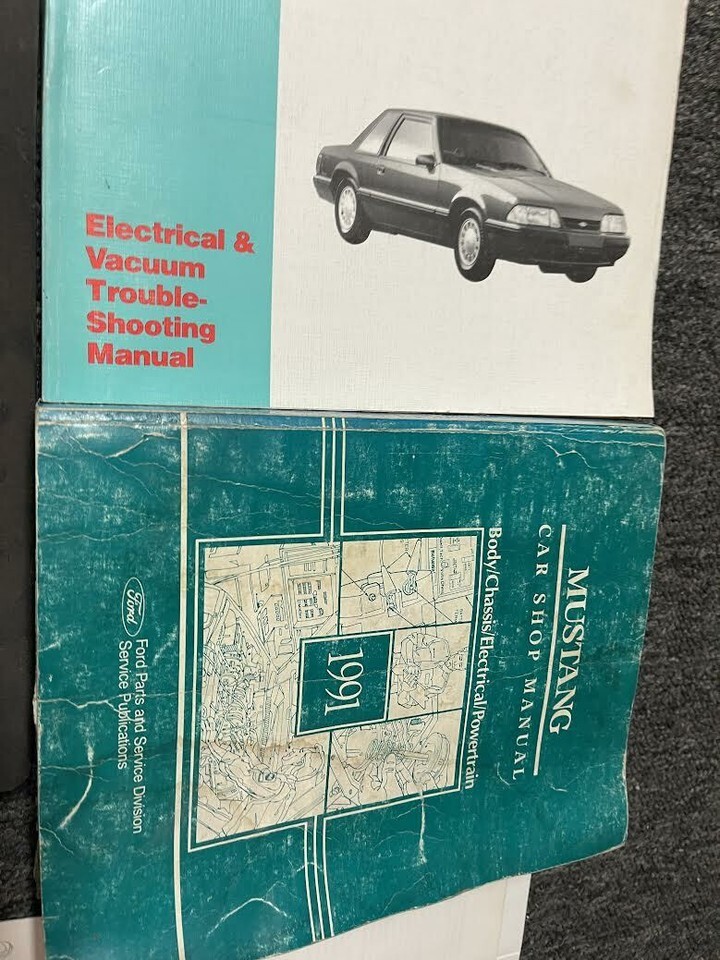 Electrical &
Vacuum
Trouble-
Shooting
Manual
MUSTANG
CAR SHOP MANUAL
Body/Chassis/Electrical/Powertrain
1991
Ford
Ford Parts and Service Division
Service Publications